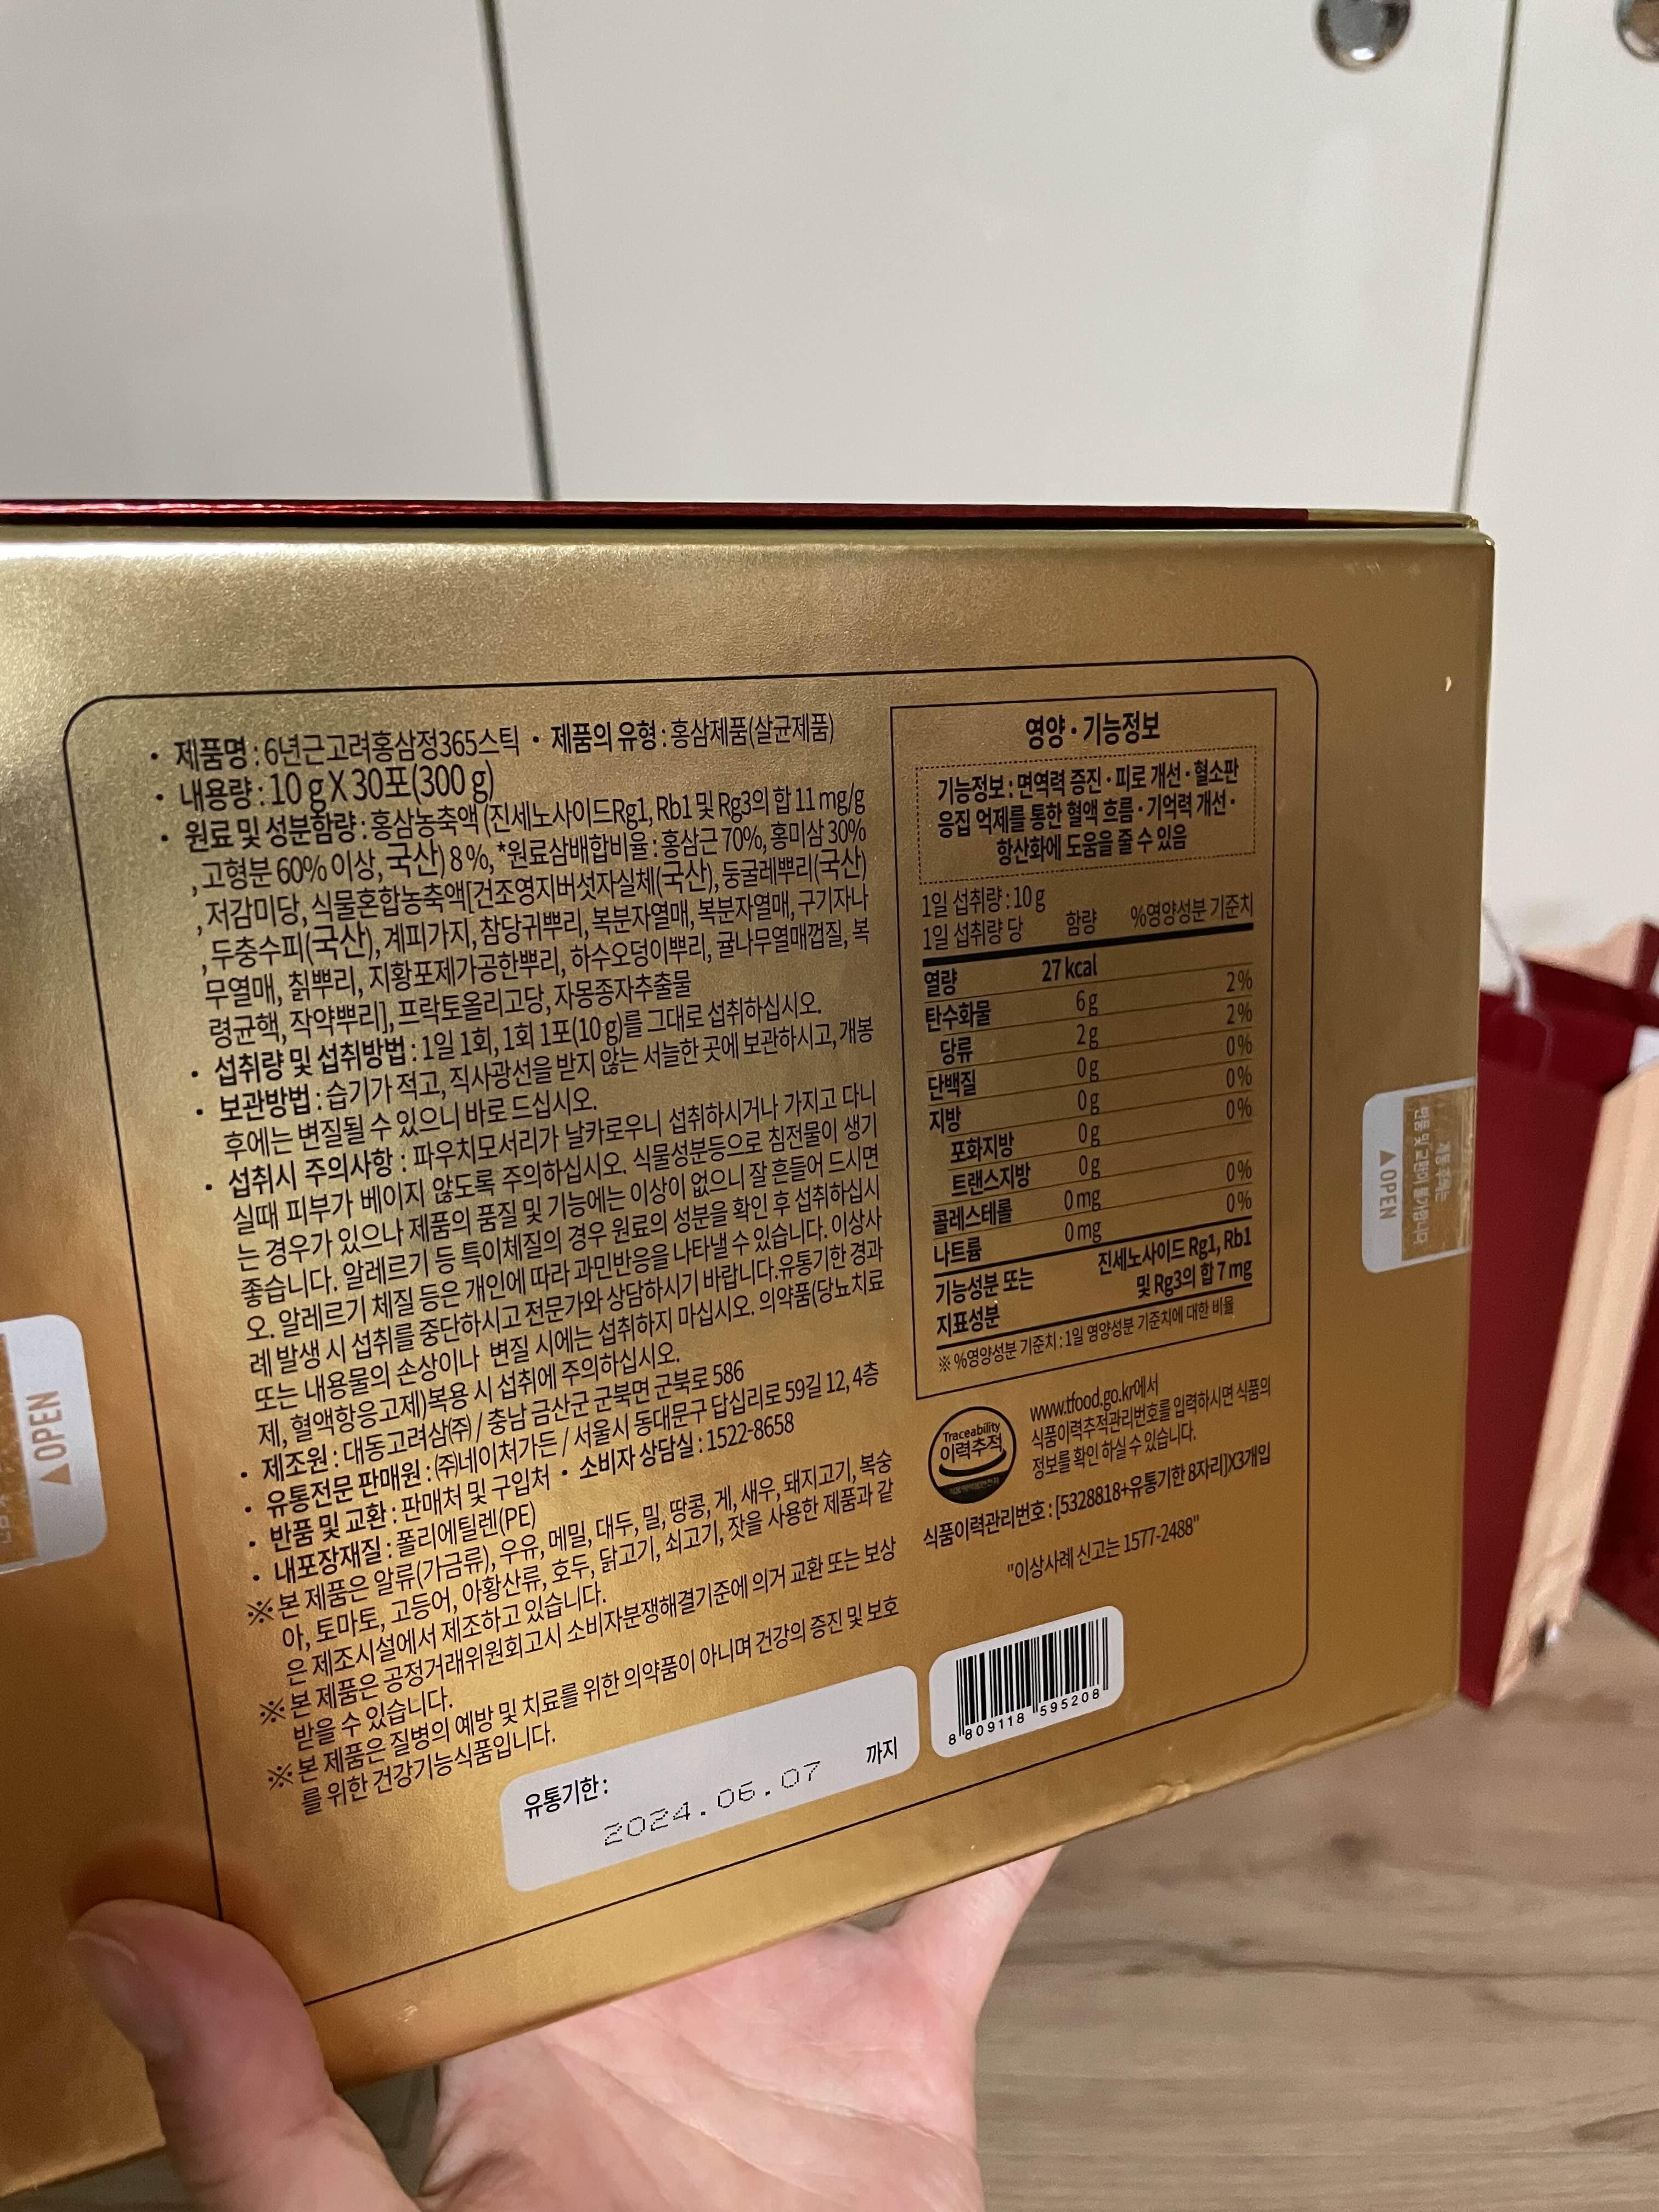 • 제품명 : 6년근고려홍삼정365스틱 • 제품의 유형 : 홍삼제품(살균제품)
• 내용량 : 10 g X 30포(300 g)
• 원료 및 성분함량 : 홍삼농축액 (진세노사이드Rg1, Rb1 및 Rg3의 합 11 mg/g
, 고형분 60% 이상, 국산) 8 %, *원료삼배합비율 : 홍삼근 70%, 홍미삼 30%
, 저감미당, 식물혼합농축액[건조영지버섯자실체(국산), 둥굴레뿌리(국산)
, 두충수피(국산), 계피가지, 참당귀뿌리, 복분자열매, 복분자열매, 구기자나
무열매, 칡뿌리, 지황포제가공한뿌리, 하수오덩이뿌리, 귤나무열매껍질, 복
령균핵, 작약뿌리], 프락토올리고당, 자몽종자추출물
• 섭취량 및 섭취방법 : 1일 1회, 1회 1포(10 g)를 그대로 섭취하십시오.
• 보관방법 : 습기가 적고, 직사광선을 받지 않는 서늘한 곳에 보관하시고, 개봉
후에는 변질될 수 있으니 바로 드십시오.
• 섭취시 주의사항 : 파우치모서리가 날카로우니 섭취하시거나 가지고 다니
실때 피부가 베이지 않도록 주의하십시오. 식물성분등으로 침전물이 생기
는 경우가 있으나 제품의 품질 및 기능에는 이상이 없으니 잘 흔들어 드시면
좋습니다. 알레르기 등 특이체질의 경우 원료의 성분을 확인 후 섭취하십시
오. 알레르기 체질 등은 개인에 따라 과민반응을 나타낼 수 있습니다. 이상사
례 발생 시 섭취를 중단하시고 전문가와 상담하시기 바랍니다.유통기한 경과
또는 내용물의 손상이나 변질 시에는 섭취하지 마십시오. 의약품(당뇨치료
제, 혈액항응고제)복용 시 섭취에 주의하십시오.
• 제조원 : 대동고려삼(주) / 충남 금산군 군북면 군북로 586
• 유통전문 판매원 : (주)네이처가든 / 서울시 동대문구 답십리로 59길 12, 4층
• 반품 및 교환 : 판매처 및 구입처 • 소비자 상담실 : 1522-8658
• 내포장재질 : 폴리에틸렌(PE)
※ 본 제품은 알류(가금류), 우유, 메밀, 대두, 밀, 땅콩, 게, 새우, 돼지고기, 복숭
아, 토마토, 고등어, 아황산류, 호두, 닭고기, 쇠고기, 잣을 사용한 제품과 같
은 제조시설에서 제조하고 있습니다.
※ 본 제품은 공정거래위원회고시 소비자분쟁해결기준에 의거 교환 또는 보상
받을 수 있습니다.
※ 본 제품은 질병의 예방 및 치료를 위한 의약품이 아니며 건강의 증진 및 보호
를 위한 건강기능식품입니다.
유통기한 :
2024.06.07 까지
영양 • 기능정보
기능정보 : 면역력 증진 • 피로 개선 • 혈소판
응집 억제를 통한 혈액 흐름 • 기억력 개선 •
항산화에 도움을 줄 수 있음
1일 섭취량 : 10 g
1일 섭취량 당 함량 %영양성분 기준치
열량 27 kcal
탄수화물 6 g 2 %
당류 2 g 2 %
단백질 0 g 0 %
지방 0 g 0 %
포화지방 0 g 0 %
트랜스지방 0 g
콜레스테롤 0 mg 0 %
나트륨 0 mg 0 %
기능성분 또는 진세노사이드 Rg1, Rb1
지표성분 및 Rg3의 합 7 mg
※ %영양성분 기준치 : 1일 영양성분 기준치에 대한 비율
Traceability
이력추적
www.tfood.go.kr에서
식품이력추적관리번호를 입력하시면 식품의
정보를 확인 하실 수 있습니다.
식품이력관리번호 : [5328818+유통기한 8자리]X3개입
"이상사례 신고는 1577-2488"
8 809118 595208
▲OPEN
▲OPEN